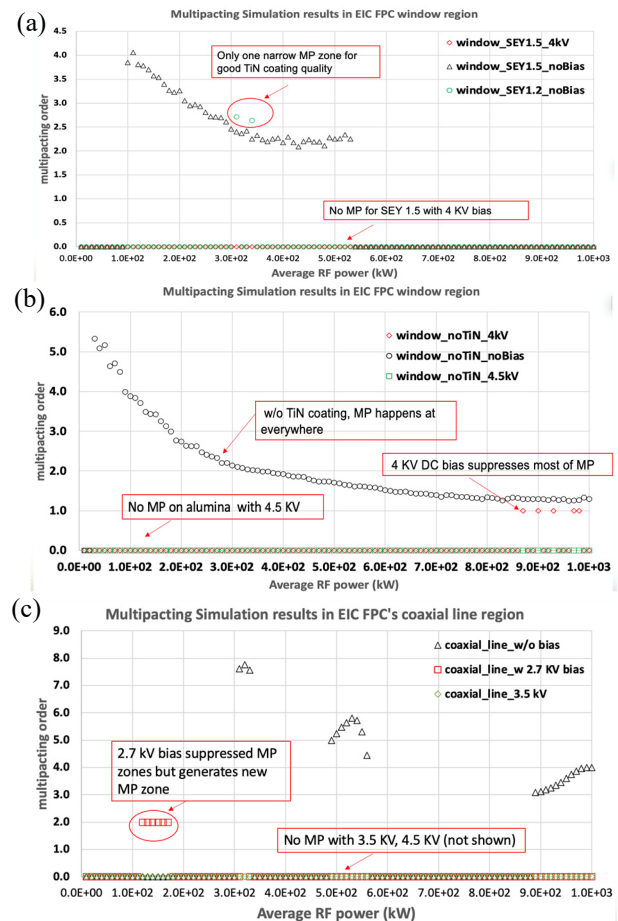 (a)
Multipacting Simulation results in EIC FPC window region
4.5
4.0
3.5
3.0
2.5
2.0
1.5
1.0
0.5
0.0
multipacting order
window_SEY1.5_4kV
window_SEY1.5_noBias
window_SEY1.2_noBias
Only one narrow MP zone for
good TiN coating quality
No MP for SEY 1.5 with 4 KV bias
0.0E+00 1.0E+02 2.0E+02 3.0E+02 4.0E+02 5.0E+02 6.0E+02 7.0E+02 8.0E+02 9.0E+02 1.0E+03
Average RF power (kW)
(b)
Multipacting Simulation results in EIC FPC window region
6.0
5.0
4.0
3.0
2.0
1.0
0.0
multipacting order
window_noTiN_4kV
window_noTiN_noBias
window_noTiN_4.5kV
w/o TiN coating, MP happens at
everywhere
4 KV DC bias suppresses most of MP
No MP on alumina with 4.5 KV
0.0E+00 1.0E+02 2.0E+02 3.0E+02 4.0E+02 5.0E+02 6.0E+02 7.0E+02 8.0E+02 9.0E+02 1.0E+03
Average RF power (kW)
(c)
Multipacting Simulation results in EIC FPC's coaxial line region
9.0
8.0
7.0
6.0
5.0
4.0
3.0
2.0
1.0
0.0
multipacting order
coaxial_line_w/o bias
coaxial_line_w 2.7 KV bias
coaxial_line_3.5 kV
2.7 kV bias suppressed MP
zones but generates new
MP zone
No MP with 3.5 KV, 4.5 KV (not shown)
0.0E+00 1.0E+02 2.0E+02 3.0E+02 4.0E+02 5.0E+02 6.0E+02 7.0E+02 8.0E+02 9.0E+02 1.0E+03
Average RF power (kW)